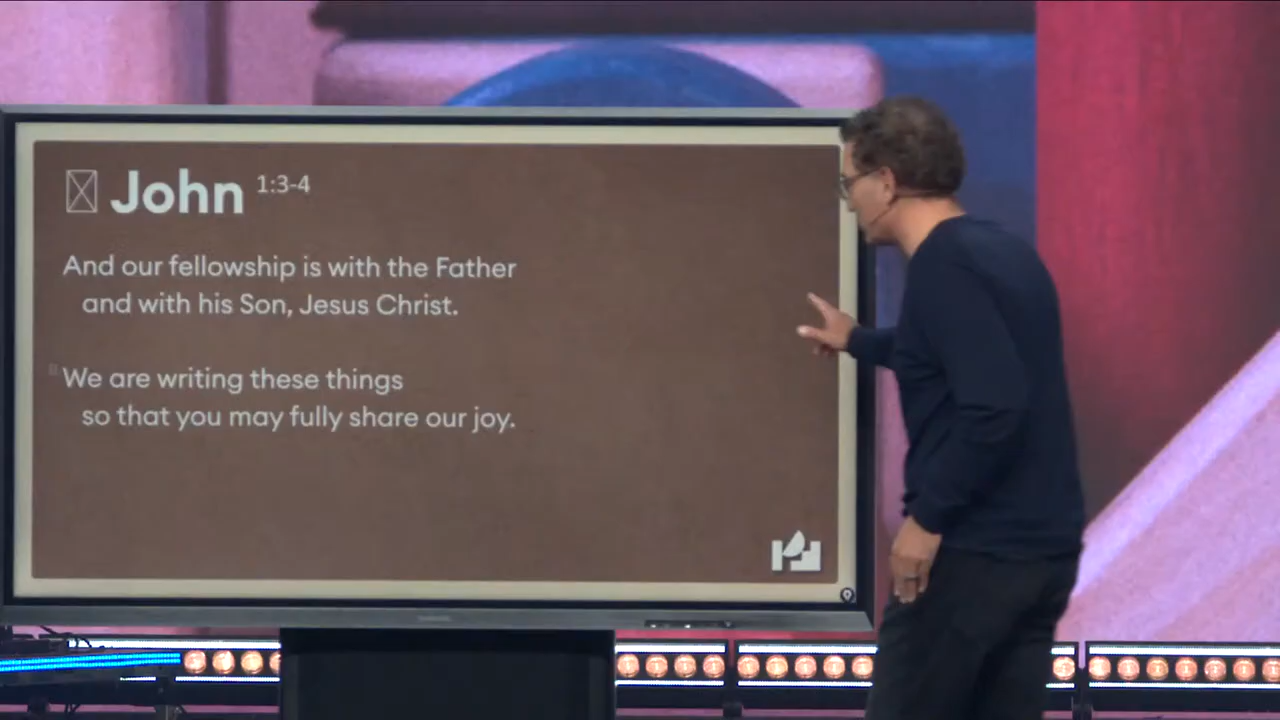 John 1:3-4
And our fellowship is with the Father
and with his Son, Jesus Christ.
We are writing these things
so that you may fully share our joy.